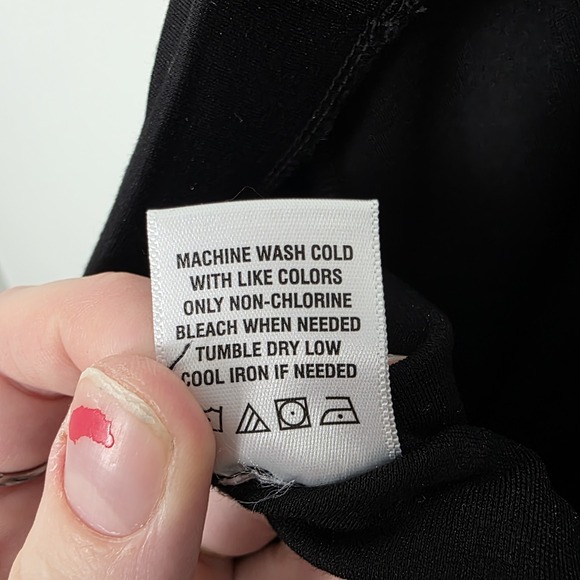 MACHINE WASH COLD
WITH LIKE COLORS
ONLY NON-CHLORINE
BLEACH WHEN NEEDED
TUMBLE DRY LOW
COOL IRON IF NEEDED